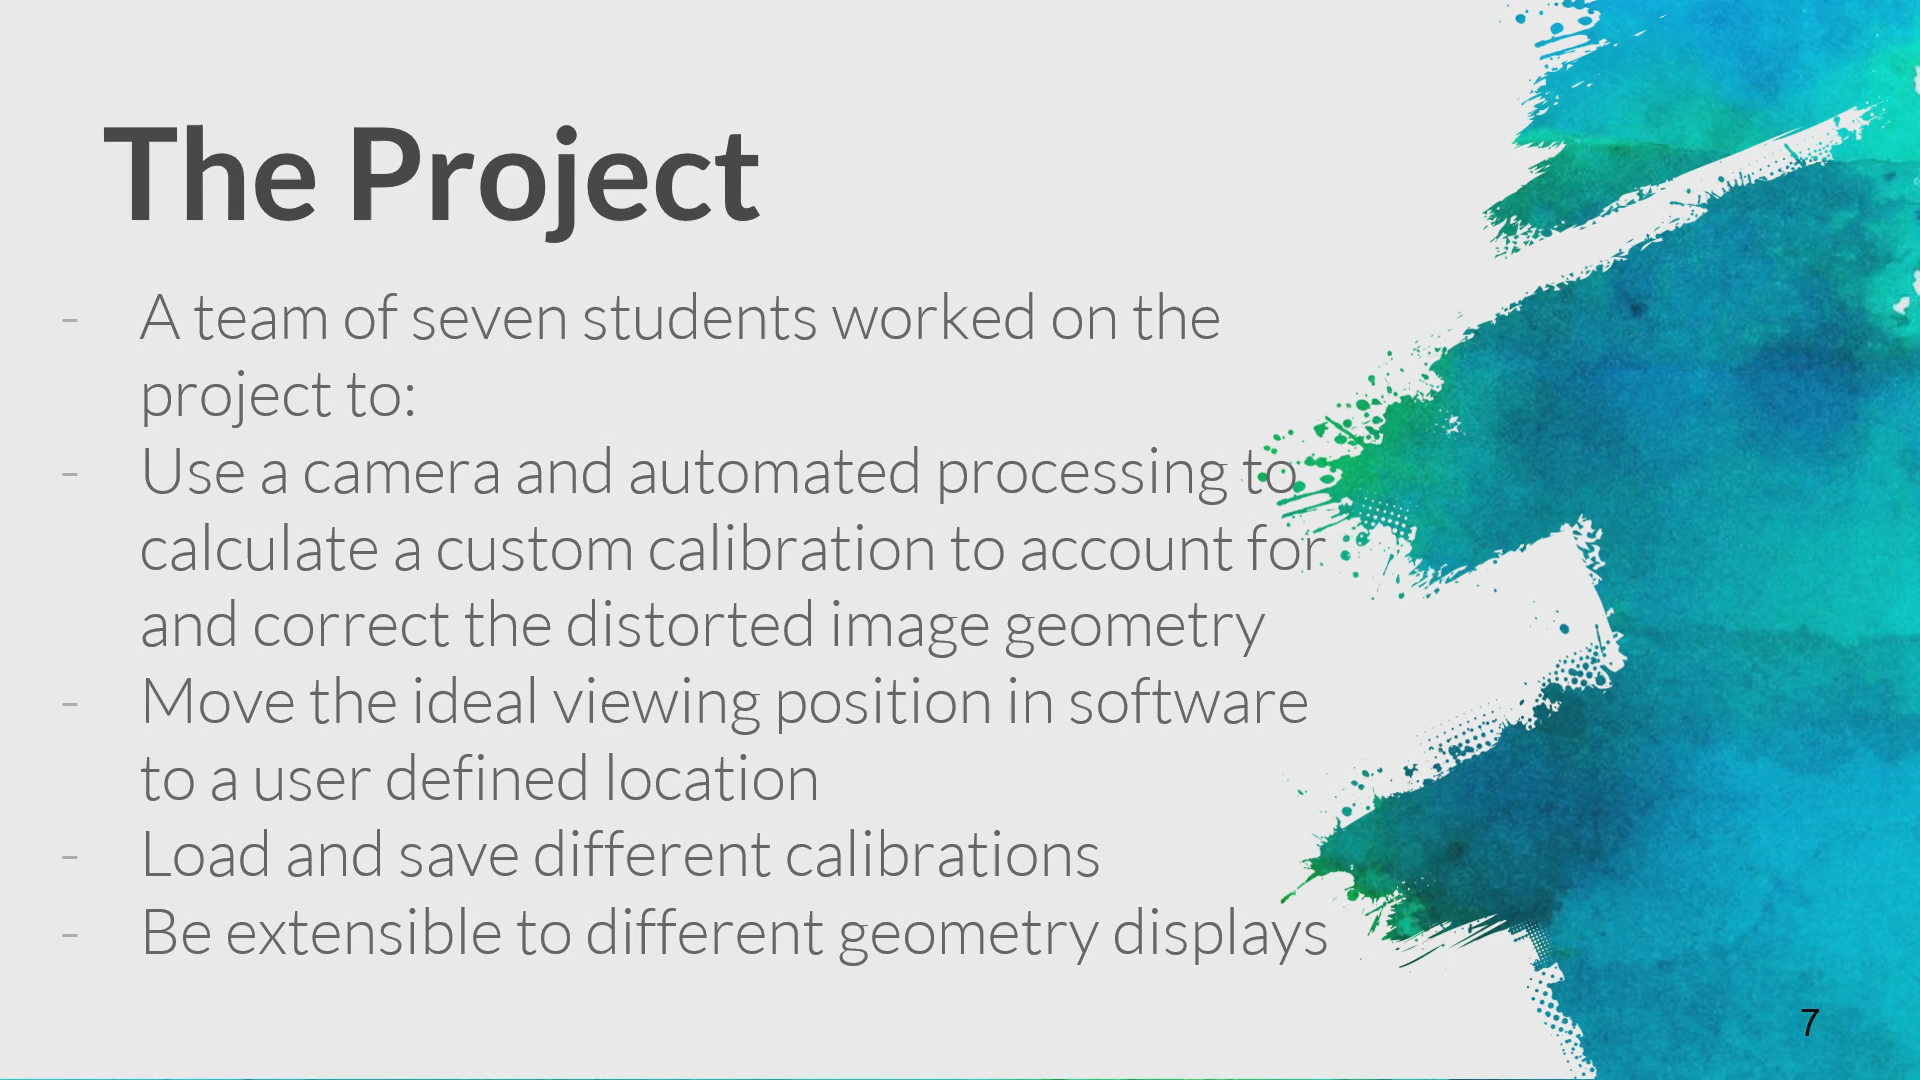 The Project
- A team of seven students worked on the
project to:
- Use a camera and automated processing to
calculate a custom calibration to account for
and correct the distorted image geometry
- Move the ideal viewing position in software
to a user defined location
- Load and save different calibrations
- Be extensible to different geometry displays
7